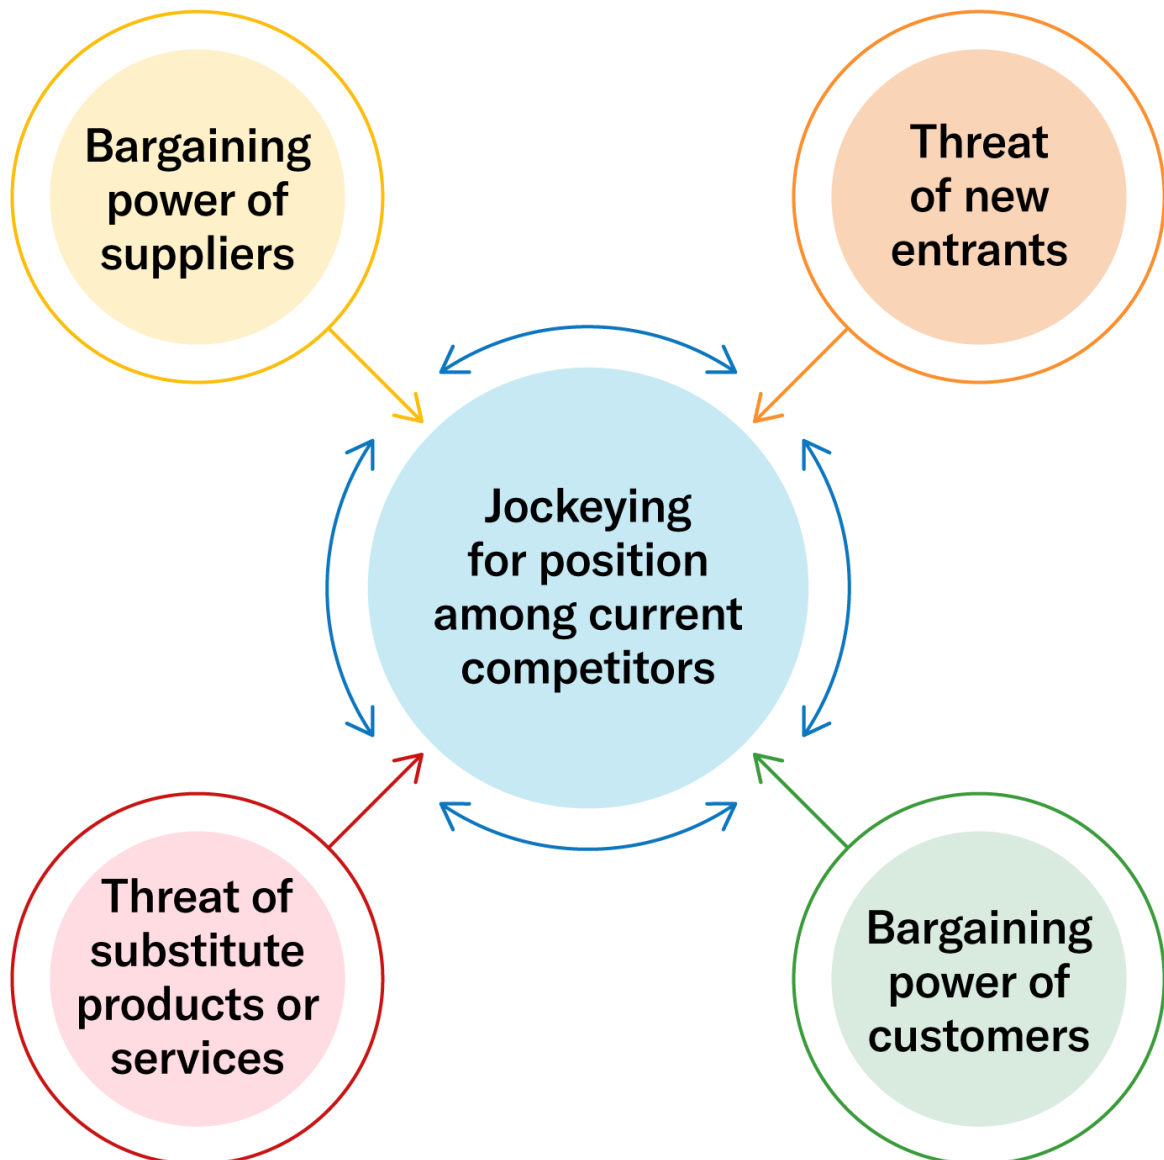 Bargaining
power of
suppliers
Threat
of new
entrants
Jockeying
for position
among current
competitors
Threat of
substitute
products or
services
Bargaining
power of
customers